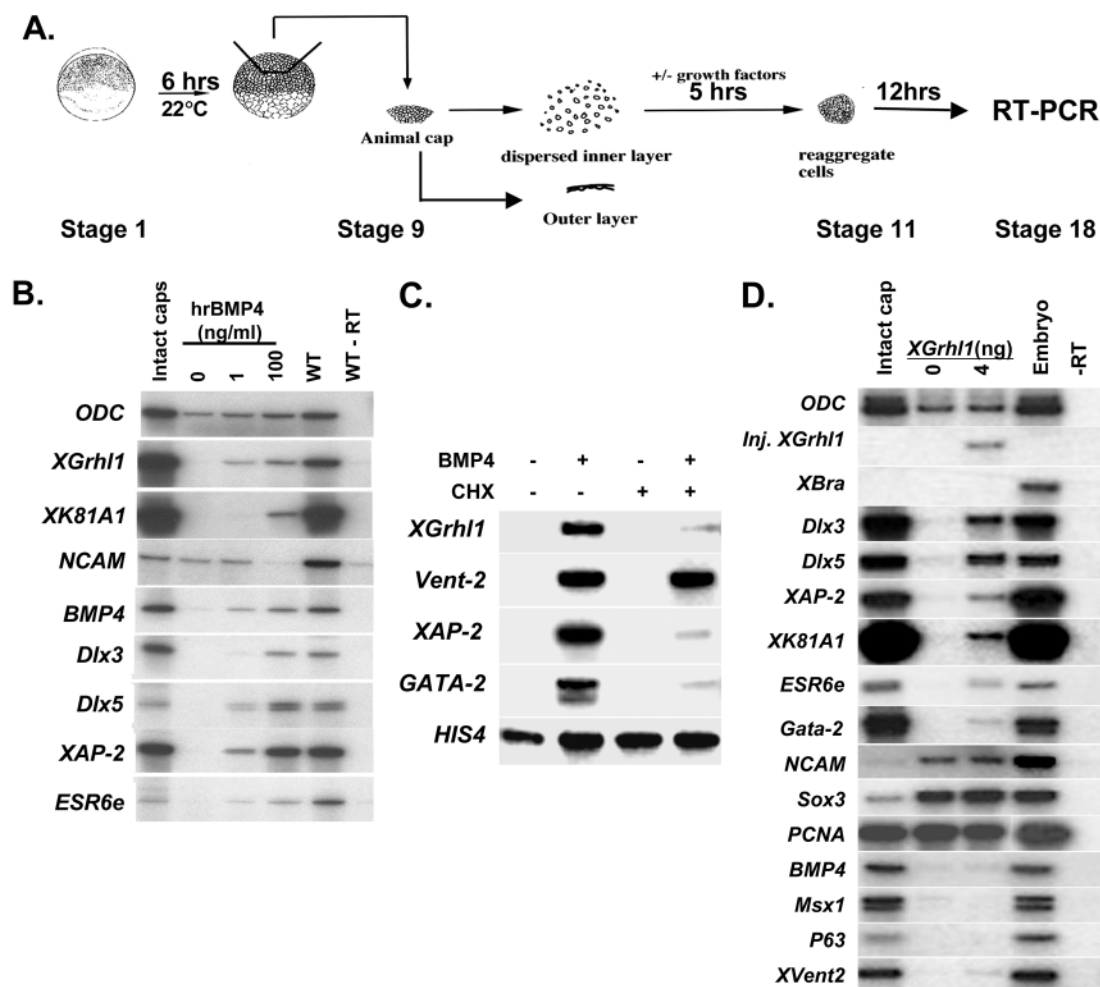 A.
6 hrs
22°C
Animal cap
dispersed inner layer
Outer layer
+/- growth factors
5 hrs
reaggregate
cells
12hrs
RT-PCR
Stage 1
Stage 9
Stage 11
Stage 18
B.
Intact caps
hrBMP4
(ng/ml)
0
1
100
WT
WT - RT
ODC
XGrhl1
XK81A1
NCAM
BMP4
Dlx3
Dlx5
XAP-2
ESR6e
C.
BMP4 - + - +
CHX - - + +
XGrhl1
Vent-2
XAP-2
GATA-2
HIS4
D.
Intact cap
XGrhl1(ng)
0
4
Embryo
-RT
ODC
Inj. XGrhl1
XBra
Dlx3
Dlx5
XAP-2
XK81A1
ESR6e
Gata-2
NCAM
Sox3
PCNA
BMP4
Msx1
P63
XVent2